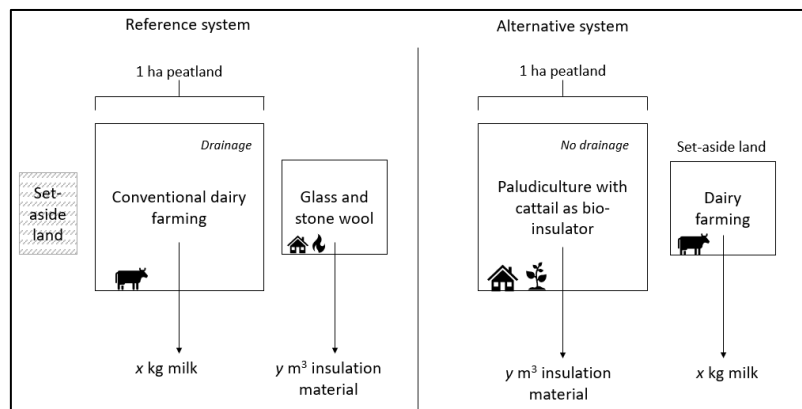 Reference system
1 ha peatland
Drainage
Set-
aside
land
Conventional dairy
farming
Glass and
stone wool
x kg milk
y m³ insulation
material
Alternative system
1 ha peatland
No drainage
Paludiculture with
cattail as bio-
insulator
Set-aside land
Dairy
farming
y m³ insulation
material
x kg milk